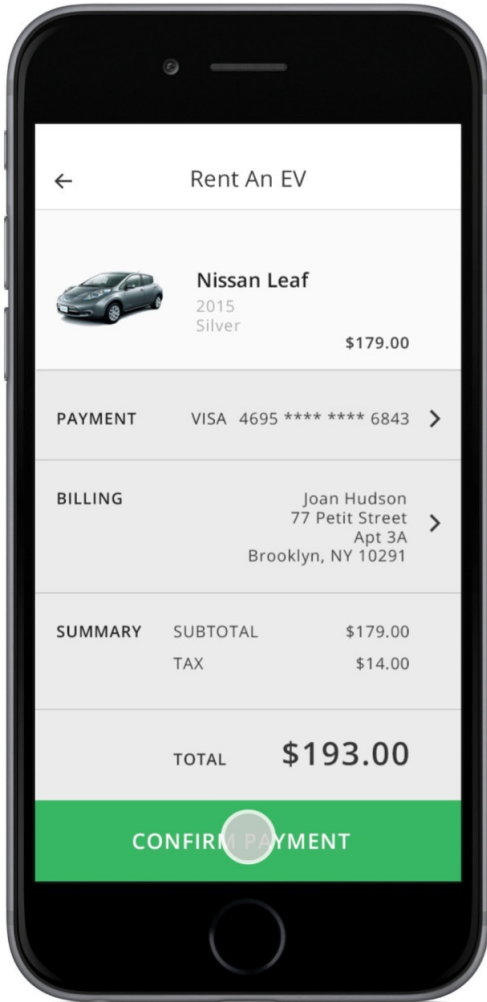 Rent An EV
Nissan Leaf
2015
Silver
$179.00
PAYMENT VISA 4695 **** **** 6843
BILLING Joan Hudson
77 Petit Street
Apt 3A
Brooklyn, NY 10291
SUMMARY SUBTOTAL $179.00
TAX $14.00
TOTAL $193.00
CONFIRM PAYMENT